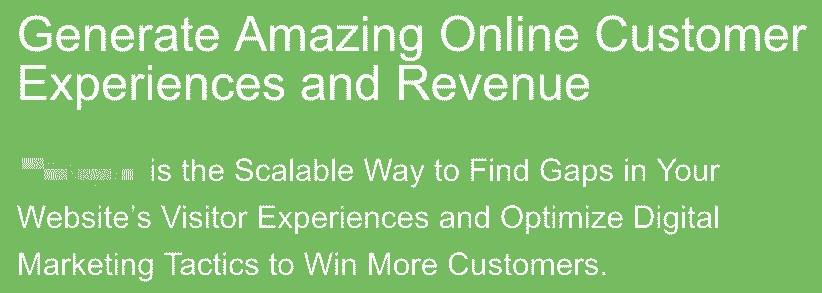 Generate Amazing Online Customer
Experiences and Revenue
is the Scalable Way to Find Gaps in Your
Website's Visitor Experiences and Optimize Digital
Marketing Tactics to Win More Customers.